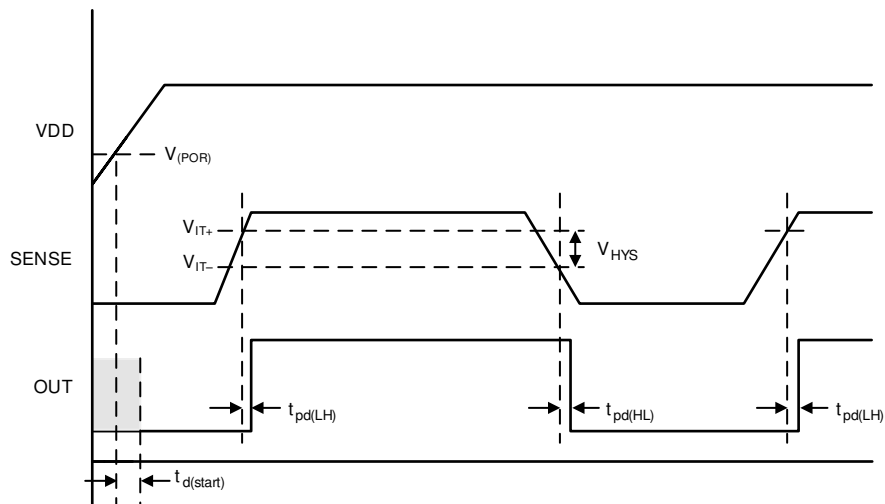 VDD
V(POR)
VIT+
SENSE
VIT–
VHYS
OUT
tpd(LH)
tpd(HL)
tpd(LH)
td(start)